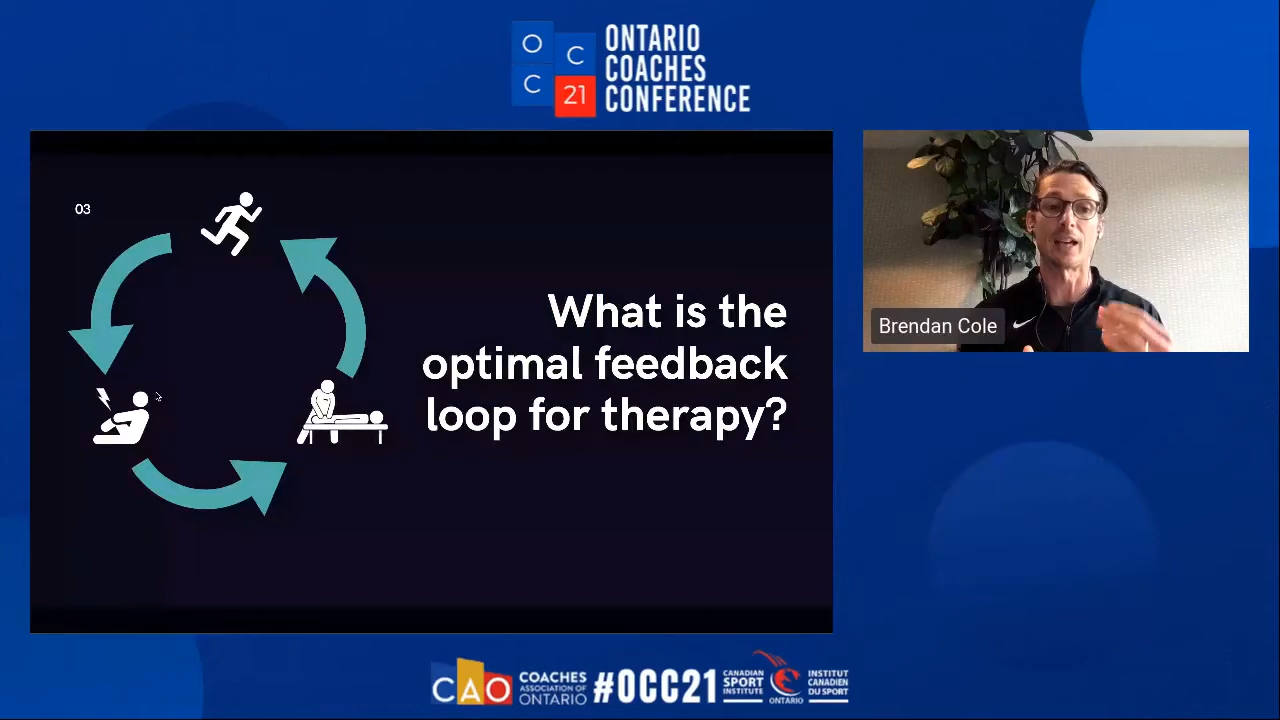 O
C
C
21
ONTARIO
COACHES
CONFERENCE
03
What is the
optimal feedback
loop for therapy?
Brendan Cole
CAO
COACHES
ASSOCIATION OF
ONTARIO
#OCC21
CANADIAN
SPORT
INSTITUTE
ONTARIO
INSTITUT
CANADIEN
DU SPORT